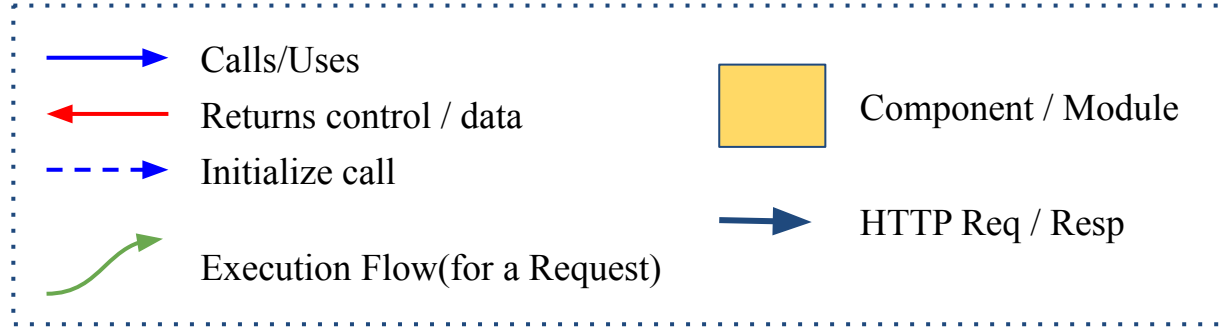 Calls/Uses
Returns control / data
Initialize call
Execution Flow(for a Request)
Component / Module
HTTP Req / Resp